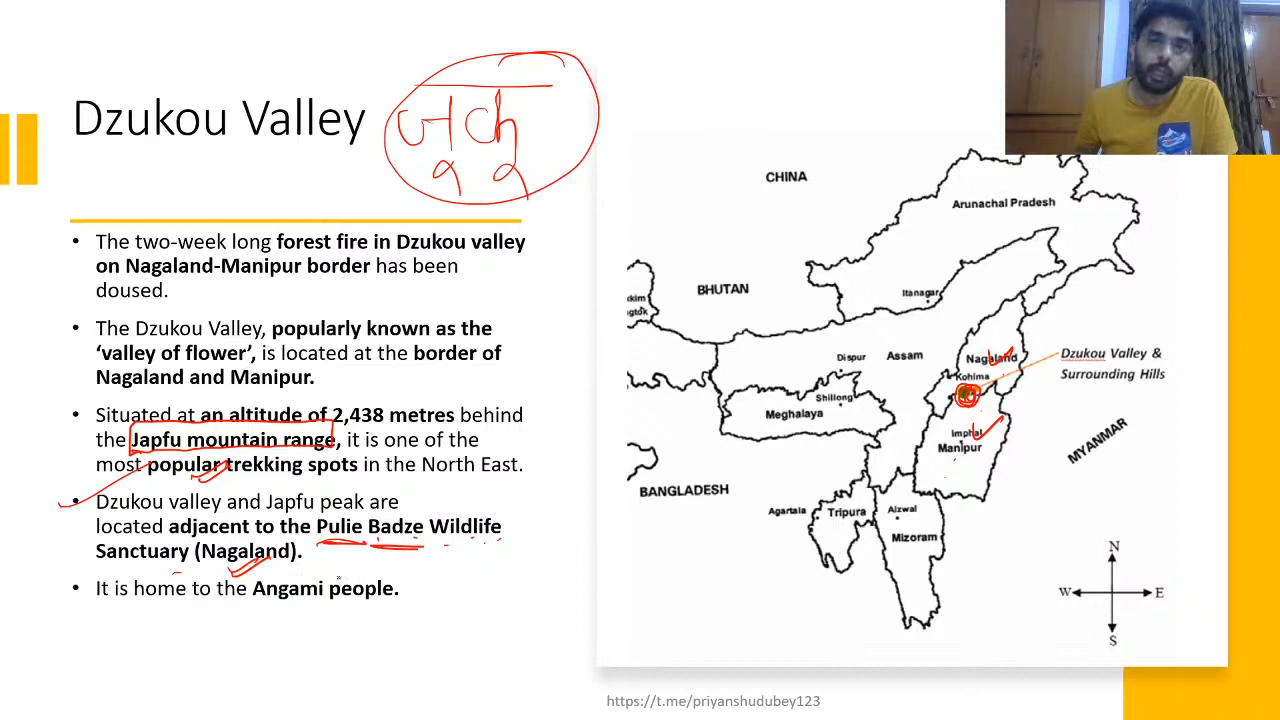 Dzukou Valley
जुकु
• The two-week long forest fire in Dzukou valley
on Nagaland-Manipur border has been
doused.
• The Dzukou Valley, popularly known as the
‘valley of flower’, is located at the border of
Nagaland and Manipur.
• Situated at an altitude of 2,438 metres behind
the Japfu mountain range, it is one of the
most popular trekking spots in the North East.
• Dzukou valley and Japfu peak are
located adjacent to the Pulie Badze Wildlife
Sanctuary (Nagaland).
• It is home to the Angami people.
CHINA
Arunachal Pradesh
BHUTAN
Itanagar
kkim
ngtok
Dispur
Assam
Nagaland
Kohima
Dzukou Valley &
Surrounding Hills
Shillong
Meghalaya
Imphal
Manipur
MYANMAR
BANGLADESH
Agartala
Tripura
Aizwal
Mizoram
N
W
E
S
https://t.me/priyanshudubey123